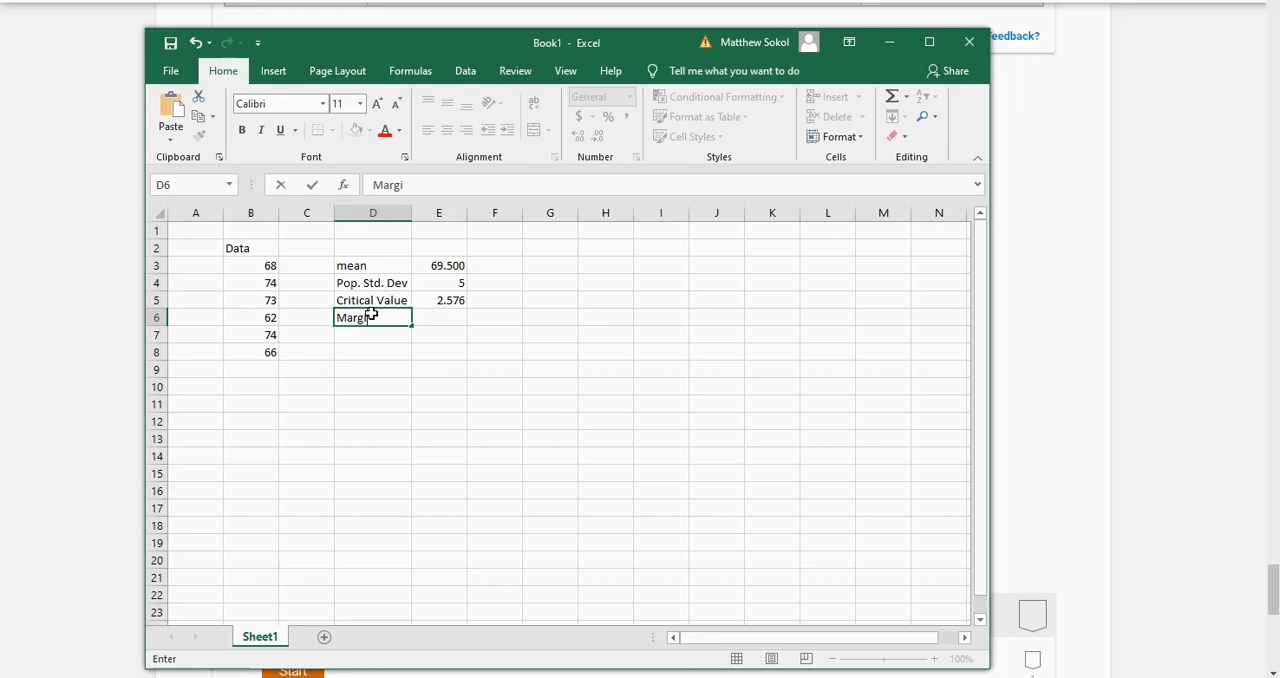 eedback?
Book1 - Excel
Matthew Sokol
File Home Insert Page Layout Formulas Data Review View Help Tell me what you want to do Share
Paste
Calibri 11
B I U A
ab
General
$ % ,
Conditional Formatting
Format as Table
Cell Styles
Insert
Delete
Format
Clipboard Font Alignment Number Styles Cells Editing
D6 fx Margi
A B C D E F G H I J K L M N
1
2 Data
3 68 mean 69.500
4 74 Pop. Std. Dev 5
5 73 Critical Value 2.576
6 62 Margi
7 74
8 66
9
10
11
12
13
14
15
16
17
18
19
20
21
22
23
Sheet1
Enter 100%
Start